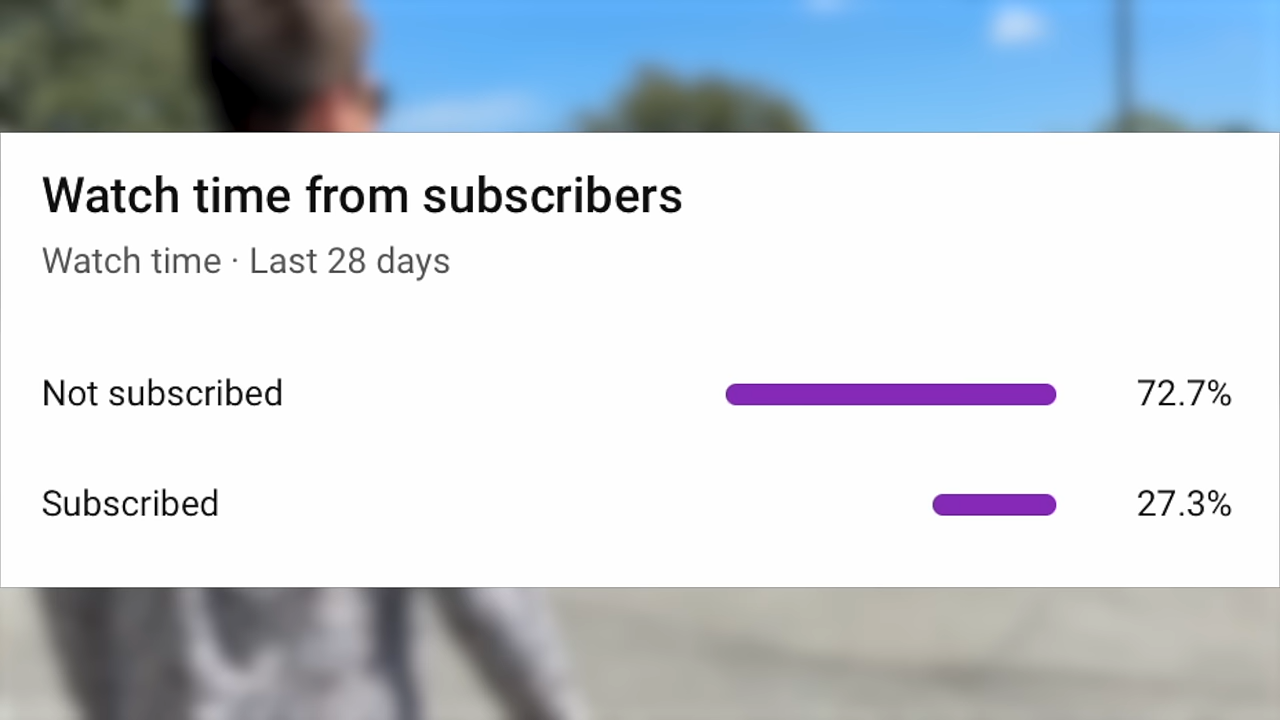 Watch time from subscribers
Watch time · Last 28 days
Not subscribed 72.7%
Subscribed 27.3%